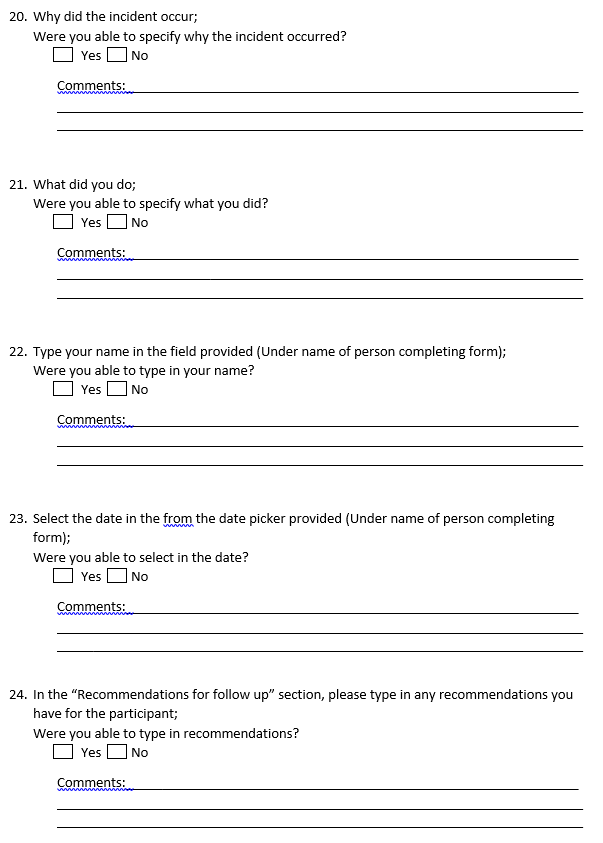 20. Why did the incident occur;
Were you able to specify why the incident occurred?
Yes No
Comments:
21. What did you do;
Were you able to specify what you did?
Yes No
Comments:
22. Type your name in the field provided (Under name of person completing form);
Were you able to type in your name?
Yes No
Comments:
23. Select the date in the from the date picker provided (Under name of person completing
form);
Were you able to select in the date?
Yes No
Comments:
24. In the “Recommendations for follow up” section, please type in any recommendations you
have for the participant;
Were you able to type in recommendations?
Yes No
Comments: